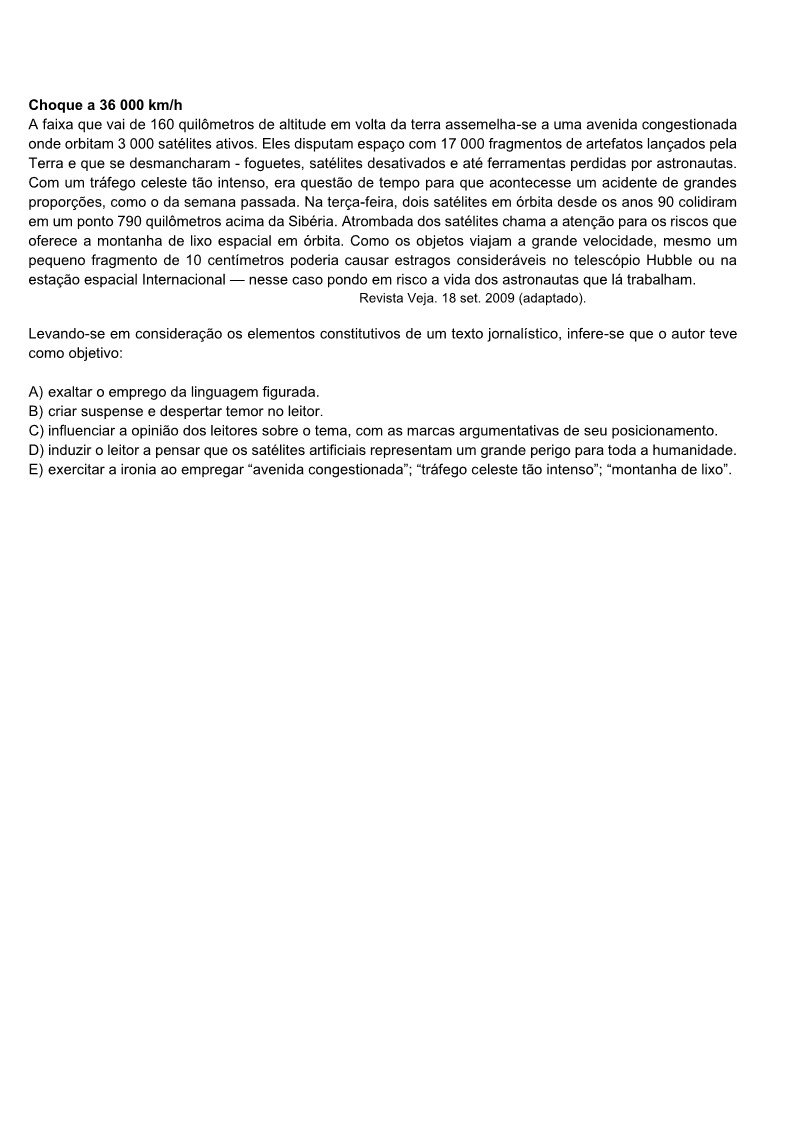 Choque a 36 000 km/h
A faixa que vai de 160 quilômetros de altitude em volta da terra assemelha-se a uma avenida congestionada
onde orbitam 3 000 satélites ativos. Eles disputam espaço com 17 000 fragmentos de artefatos lançados pela
Terra e que se desmancharam - foguetes, satélites desativados e até ferramentas perdidas por astronautas.
Com um tráfego celeste tão intenso, era questão de tempo para que acontecesse um acidente de grandes
proporções, como o da semana passada. Na terça-feira, dois satélites em órbita desde os anos 90 colidiram
em um ponto 790 quilômetros acima da Sibéria. Atrombada dos satélites chama a atenção para os riscos que
oferece a montanha de lixo espacial em órbita. Como os objetos viajam a grande velocidade, mesmo um
pequeno fragmento de 10 centímetros poderia causar estragos consideráveis no telescópio Hubble ou na
estação espacial Internacional — nesse caso pondo em risco a vida dos astronautas que lá trabalham.
Revista Veja. 18 set. 2009 (adaptado).
Levando-se em consideração os elementos constitutivos de um texto jornalístico, infere-se que o autor teve
como objetivo:
A) exaltar o emprego da linguagem figurada.
B) criar suspense e despertar temor no leitor.
C) influenciar a opinião dos leitores sobre o tema, com as marcas argumentativas de seu posicionamento.
D) induzir o leitor a pensar que os satélites artificiais representam um grande perigo para toda a humanidade.
E) exercitar a ironia ao empregar “avenida congestionada”; “tráfego celeste tão intenso”; “montanha de lixo”.